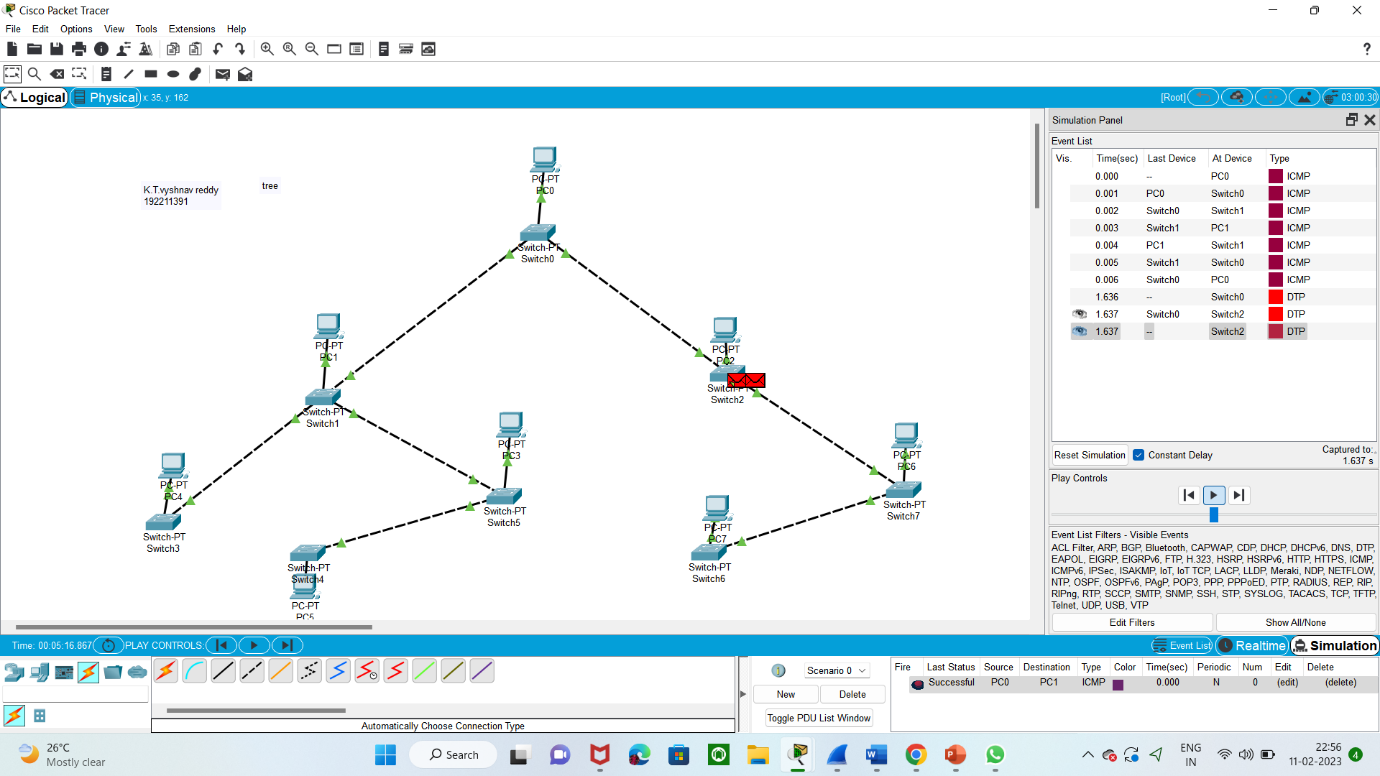 Cisco Packet Tracer
File Edit Options View Tools Extensions Help
?
Logical Physical x: 35, y: 162 [Root] 03:00:30
K.T.vyshnav reddy
192211391
tree
PC-PT
PC0
Switch-PT
Switch0
PC-PT
PC1
Switch-PT
Switch1
PC-PT
PC2
Switch-PT
Switch2
PC-PT
PC3
Switch-PT
Switch5
PC-PT
PC4
Switch-PT
Switch3
Switch-PT
Switch4
PC-PT
PC5
PC-PT
PC6
Switch-PT
Switch7
PC-PT
PC7
Switch-PT
Switch6
Simulation Panel
Event List
Vis. Time(sec) Last Device At Device Type
0.000 -- PC0 ICMP
0.001 PC0 Switch0 ICMP
0.002 Switch0 Switch1 ICMP
0.003 Switch1 PC1 ICMP
0.004 PC1 Switch1 ICMP
0.005 Switch1 Switch0 ICMP
0.006 Switch0 PC0 ICMP
1.636 -- Switch0 DTP
1.637 Switch0 Switch2 DTP
1.637 -- Switch2 DTP
Reset Simulation Constant Delay Captured to:
1.637 s
Play Controls
Event List Filters - Visible Events
ACL Filter, ARP, BGP, Bluetooth, CAPWAP, CDP, DHCP, DHCPv6, DNS, DTP,
EAPOL, EIGRP, EIGRPv6, FTP, H.323, HSRP, HSRPv6, HTTP, HTTPS, ICMP,
ICMPv6, IPSec, ISAKMP, IoT, IoT TCP, LACP, LLDP, Meraki, NDP, NETFLOW,
NTP, OSPF, OSPFv6, PAgP, POP3, PPP, PPPoED, PTP, RADIUS, REP, RIP,
RIPng, RTP, SCCP, SMTP, SNMP, SSH, STP, SYSLOG, TACACS, TCP, TFTP,
Telnet, UDP, USB, VTP
Edit Filters Show All/None
Time: 00:05:16.867 PLAY CONTROLS: Event List Realtime Simulation
Automatically Choose Connection Type
Scenario 0
New Delete
Toggle PDU List Window
Fire Last Status Source Destination Type Color Time(sec) Periodic Num Edit Delete
Successful PC0 PC1 ICMP 0.000 N 0 (edit) (delete)
26°C
Mostly clear
Search
ENG
IN
22:56
11-02-2023
4